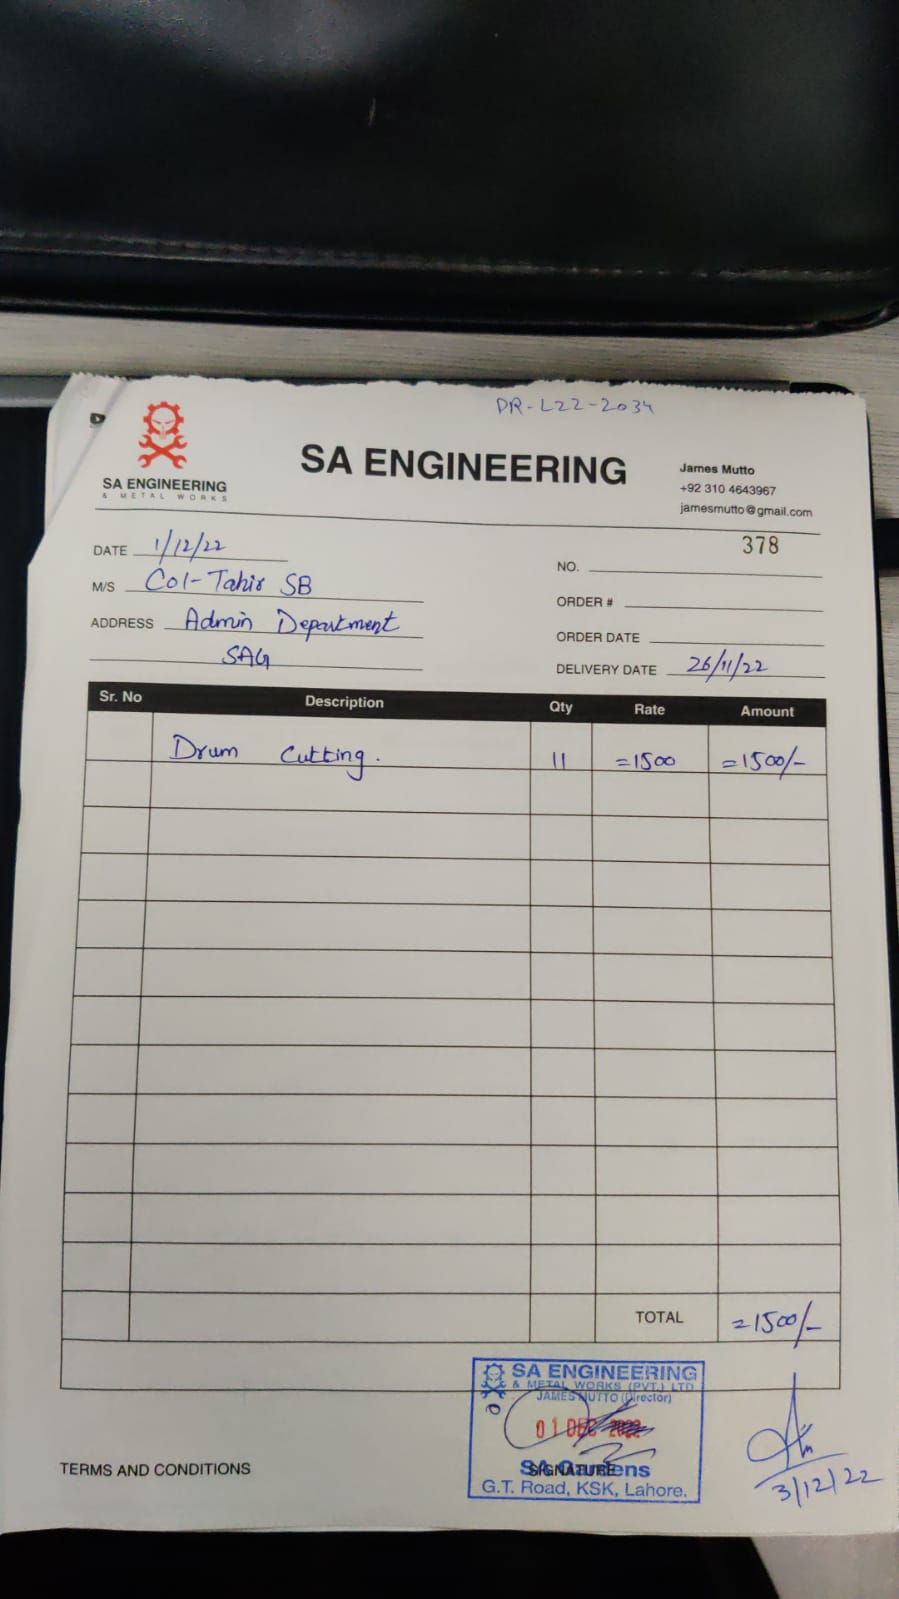 DR-L22-2034
SA ENGINEERING
& METAL WORKS
SA ENGINEERING
James Mutto
+92 310 4643967
jamesmutto@gmail.com
378
DATE 1/12/22
NO.
M/S Col-Tahir SB
ORDER #
ADDRESS Admin Department
ORDER DATE
SAG
DELIVERY DATE 26/11/22
Sr. No Description Qty Rate Amount
Drum Cutting. 11 =1500 =1500/-
TOTAL =1500/-
SA ENGINEERING
& METAL WORKS (PVT.) LTD
JAMES MUTTO (Director)
01 DEC 2022
SIGNATURE
SA Gardens
G.T. Road, KSK, Lahore.
TERMS AND CONDITIONS
3/12/22